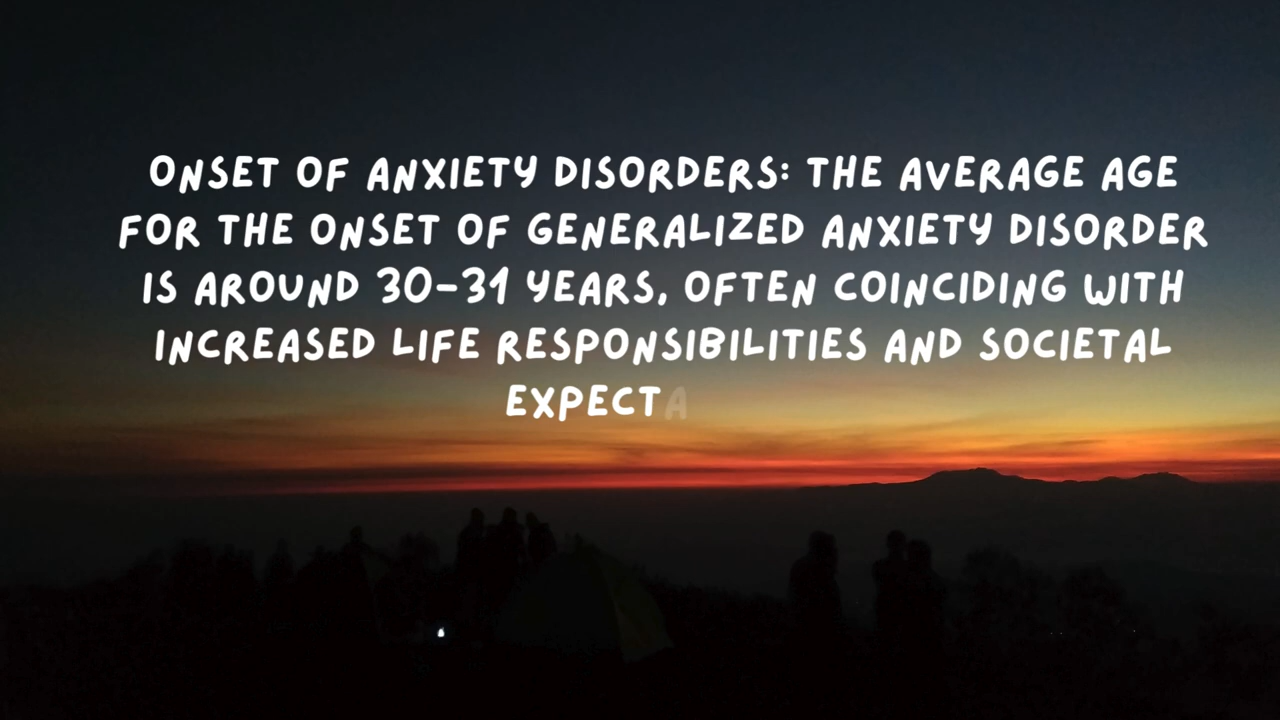 ONSET OF ANXIETY DISORDERS: THE AVERAGE AGE
FOR THE ONSET OF GENERALIZED ANXIETY DISORDER
IS AROUND 30-31 YEARS, OFTEN COINCIDING WITH
INCREASED LIFE RESPONSIBILITIES AND SOCIETAL
EXPECTA